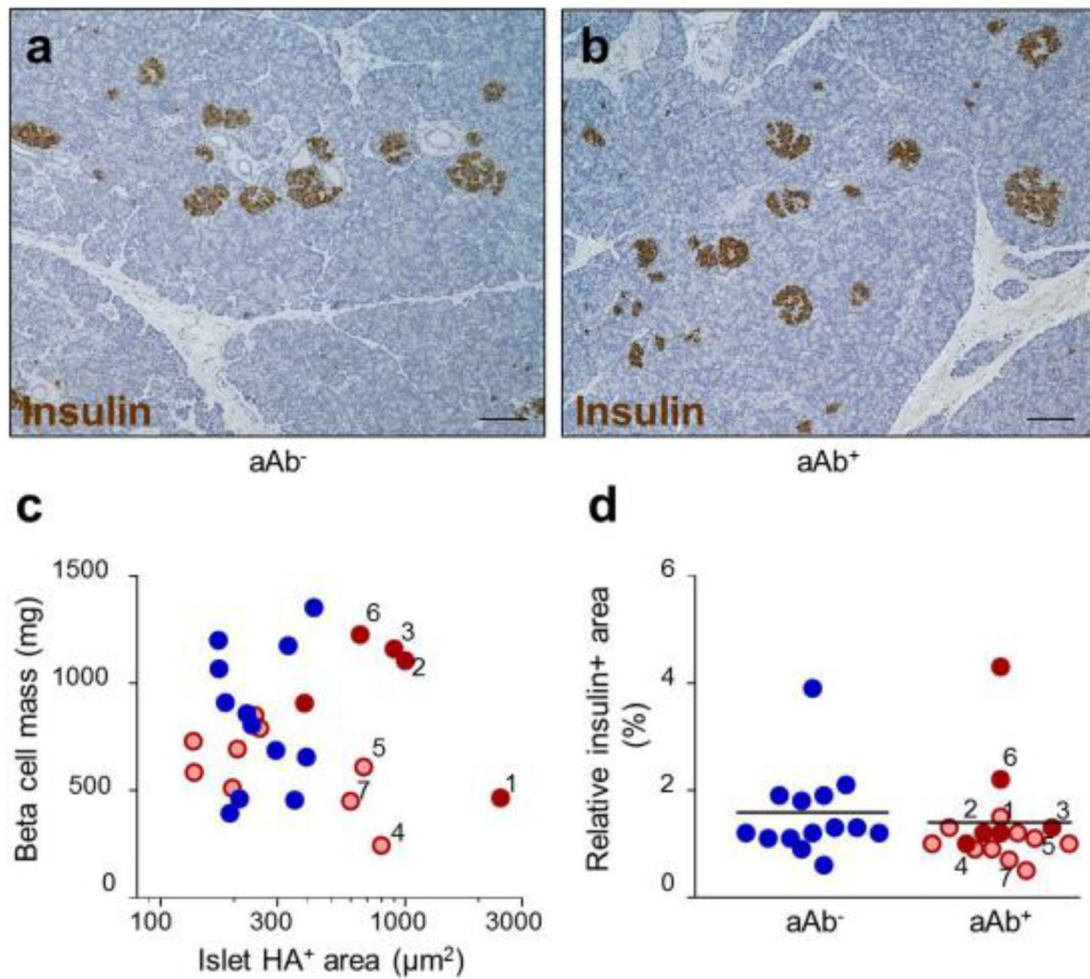 a
b
Insulin
Insulin
aAb-
aAb+
c
d
1500
1000
500
0
Beta cell mass (mg)
6
3
2
5
7
4
1
100
300
1000
3000
Islet HA+ area (µm²)
6
4
2
0
Relative insulin+ area
(%)
6
2
1
3
4
5
7
aAb-
aAb+